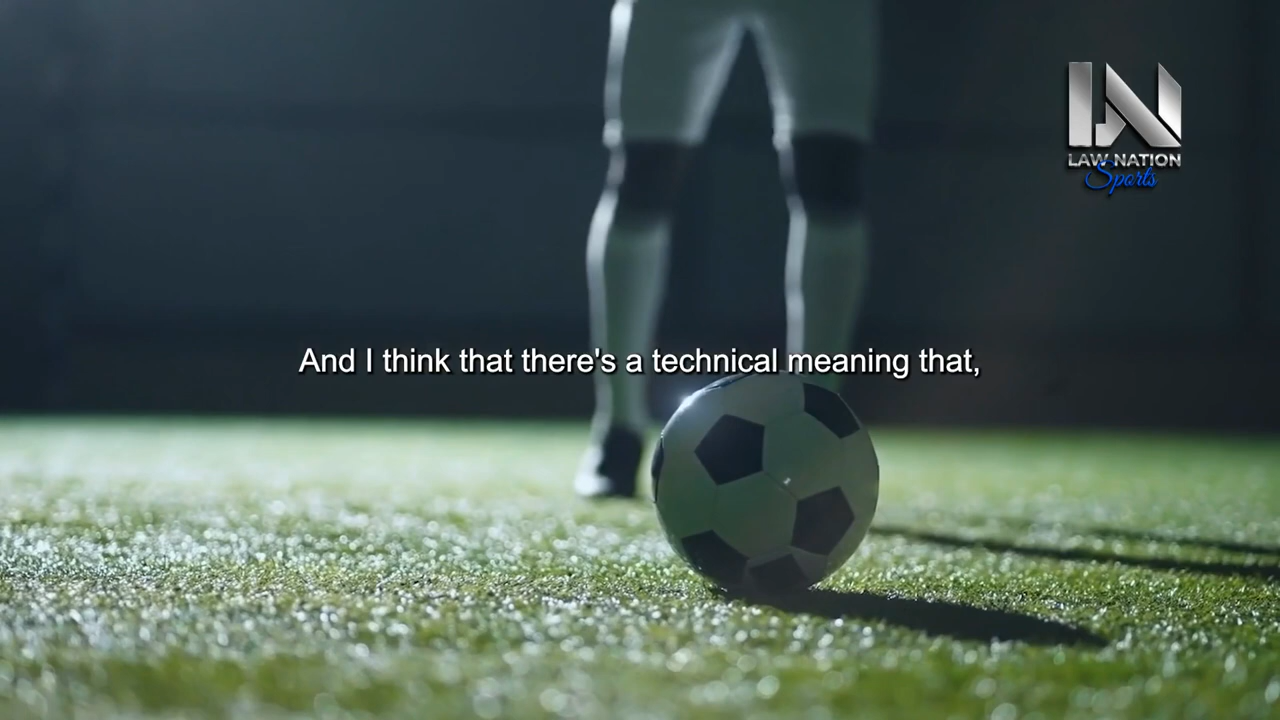 LAW NATION
Sports
And I think that there's a technical meaning that,